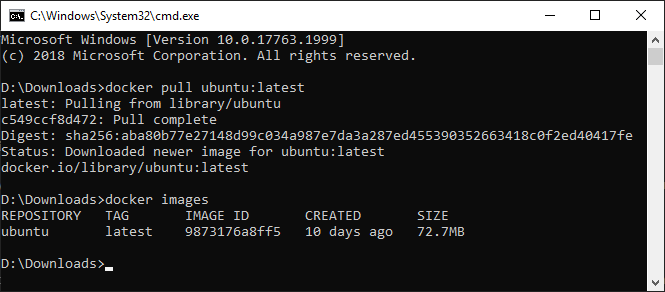 C:\Windows\System32\cmd.exe
Microsoft Windows [Version 10.0.17763.1999]
(c) 2018 Microsoft Corporation. All rights reserved.
D:\Downloads>docker pull ubuntu:latest
latest: Pulling from library/ubuntu
c549ccf8d472: Pull complete
Digest: sha256:aba80b77e27148d99c034a987e7da3a287ed455390352663418c0f2ed40417fe
Status: Downloaded newer image for ubuntu:latest
docker.io/library/ubuntu:latest
D:\Downloads>docker images
REPOSITORY TAG IMAGE ID CREATED SIZE
ubuntu latest 9873176a8ff5 10 days ago 72.7MB
D:\Downloads>